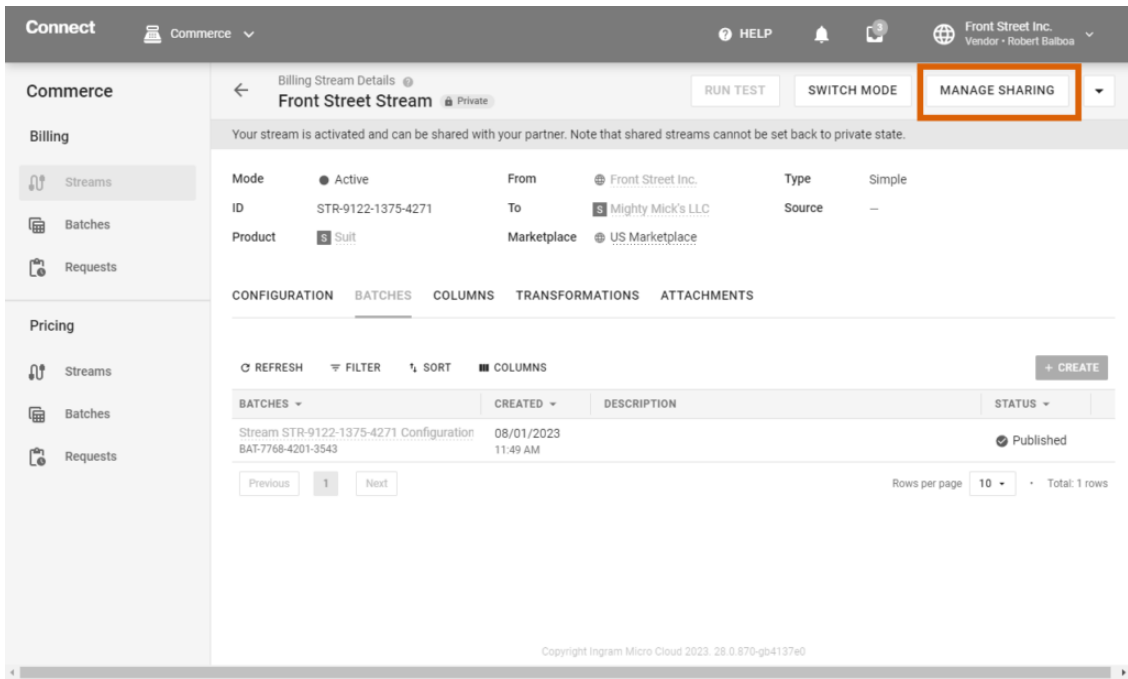 Connect
Commerce
HELP
3
Front Street Inc.
Vendor • Robert Balboa
Commerce
Billing
Streams
Batches
Requests
Pricing
Streams
Batches
Requests
Billing Stream Details
Front Street Stream Private
RUN TEST
SWITCH MODE
MANAGE SHARING
Your stream is activated and can be shared with your partner. Note that shared streams cannot be set back to private state.
Mode Active From Front Street Inc. Type Simple
ID STR-9122-1375-4271 To S Mighty Mick's LLC Source —
Product S Suit Marketplace US Marketplace
CONFIGURATION BATCHES COLUMNS TRANSFORMATIONS ATTACHMENTS
REFRESH FILTER SORT COLUMNS + CREATE
BATCHES CREATED DESCRIPTION STATUS
Stream STR-9122-1375-4271 Configuration 08/01/2023 Published
BAT-7768-4201-3543 11:49 AM
Previous 1 Next Rows per page 10 • Total: 1 rows
Copyright Ingram Micro Cloud 2023. 28.0.870-gb4137e0